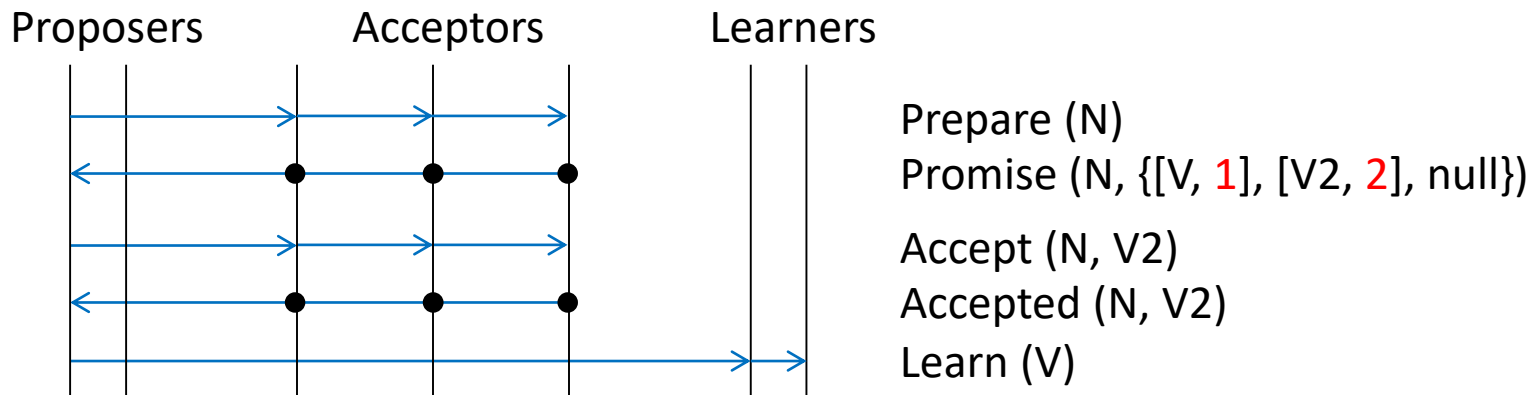 Proposers Acceptors Learners
Prepare (N)
Promise (N, {[V, 1], [V2, 2], null})
Accept (N, V2)
Accepted (N, V2)
Learn (V)